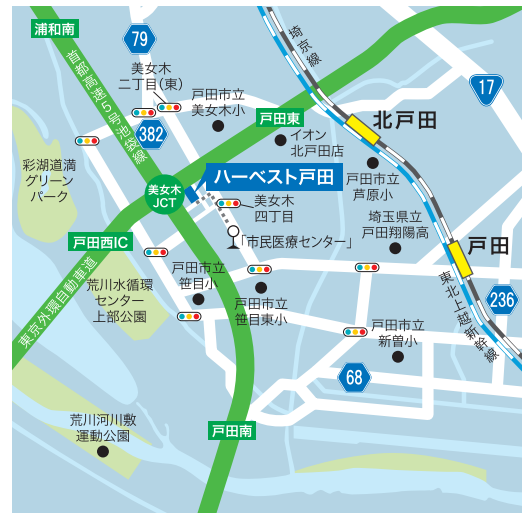 浦和南
79
埼京線
首都高速5号池袋線
美女木
二丁目(東)
戸田市立
美女木小
17
戸田東
北戸田
382
イオン
北戸田店
彩湖道満
グリーン
パーク
美女木
JCT
ハーベスト戸田
戸田市立
芦原小
美女木
四丁目
埼玉県立
戸田翔陽高
戸田西IC
「市民医療センター」
戸田
東京外環自動車道
荒川水循環
センター
上部公園
戸田市立
笹目小
戸田市立
笹目東小
東北上越新幹線
236
戸田市立
新曽小
68
荒川河川敷
運動公園
戸田南